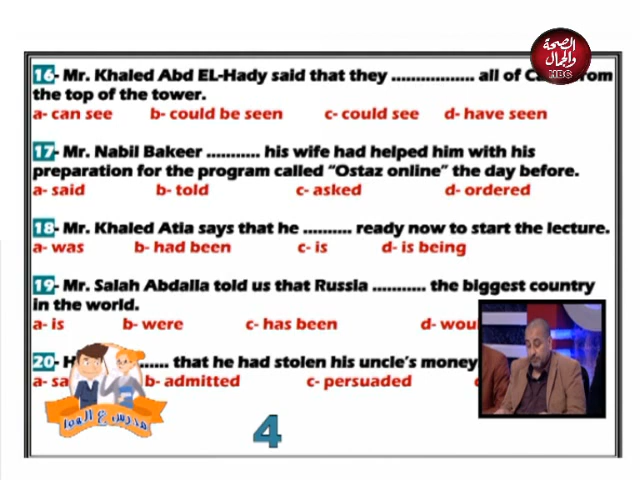 الصحة
والجمال
HBC
16- Mr. Khaled Abd EL-Hady said that they ................. all of from
the top of the tower.
a- can see b- could be seen c- could see d- have seen
17- Mr. Nabil Bakeer ........... his wife had helped him with his
preparation for the program called “Ostaz online” the day before.
a- said b- told c- asked d- ordered
18- Mr. Khaled Atia says that he .......... ready now to start the lecture.
a- was b- had been c- is d- is being
19- Mr. Salah Abdalla told us that Russia ........... the biggest country
in the world.
a- is b- were c- has been d-
20- ...... that he had stolen his uncle’s money
a- b- admitted c- persuaded
مدرس ع الهوا
4